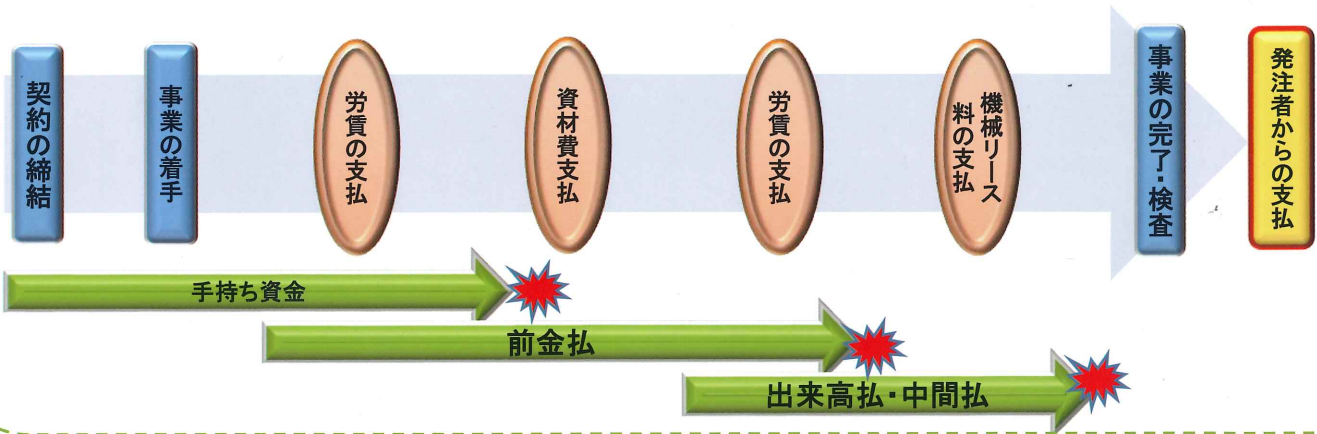 契約の締結
事業の着手
労賃の支払
資材費支払
労賃の支払
機械リース
料の支払
事業の完了・検査
発注者からの支払
手持ち資金
前金払
出来高払・中間払